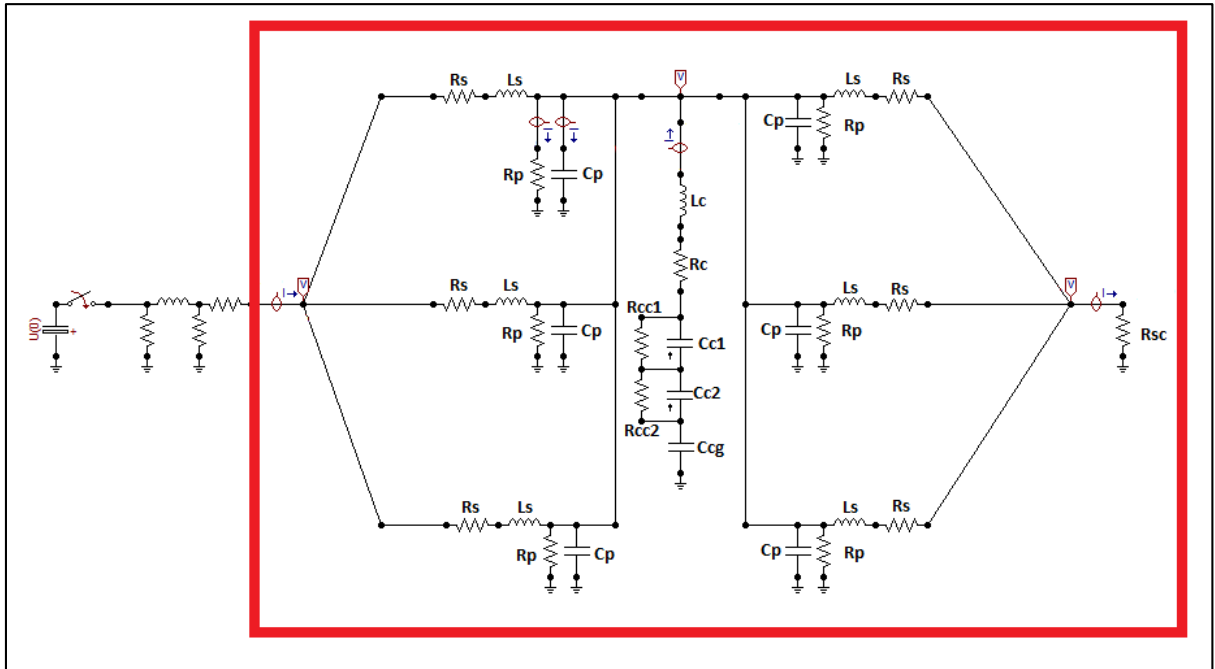 Rs Ls V Ls Rs
I I Cp Rp
Rp Cp I
Lc
Rs Ls Rc Ls Rs
I V V I
U(0) + Rp Cp Rcc1 Cp Rp Rsc
Cc1
Cc2
Rcc2
Ccg
Rs Ls Ls Rs
Rp Cp Cp Rp